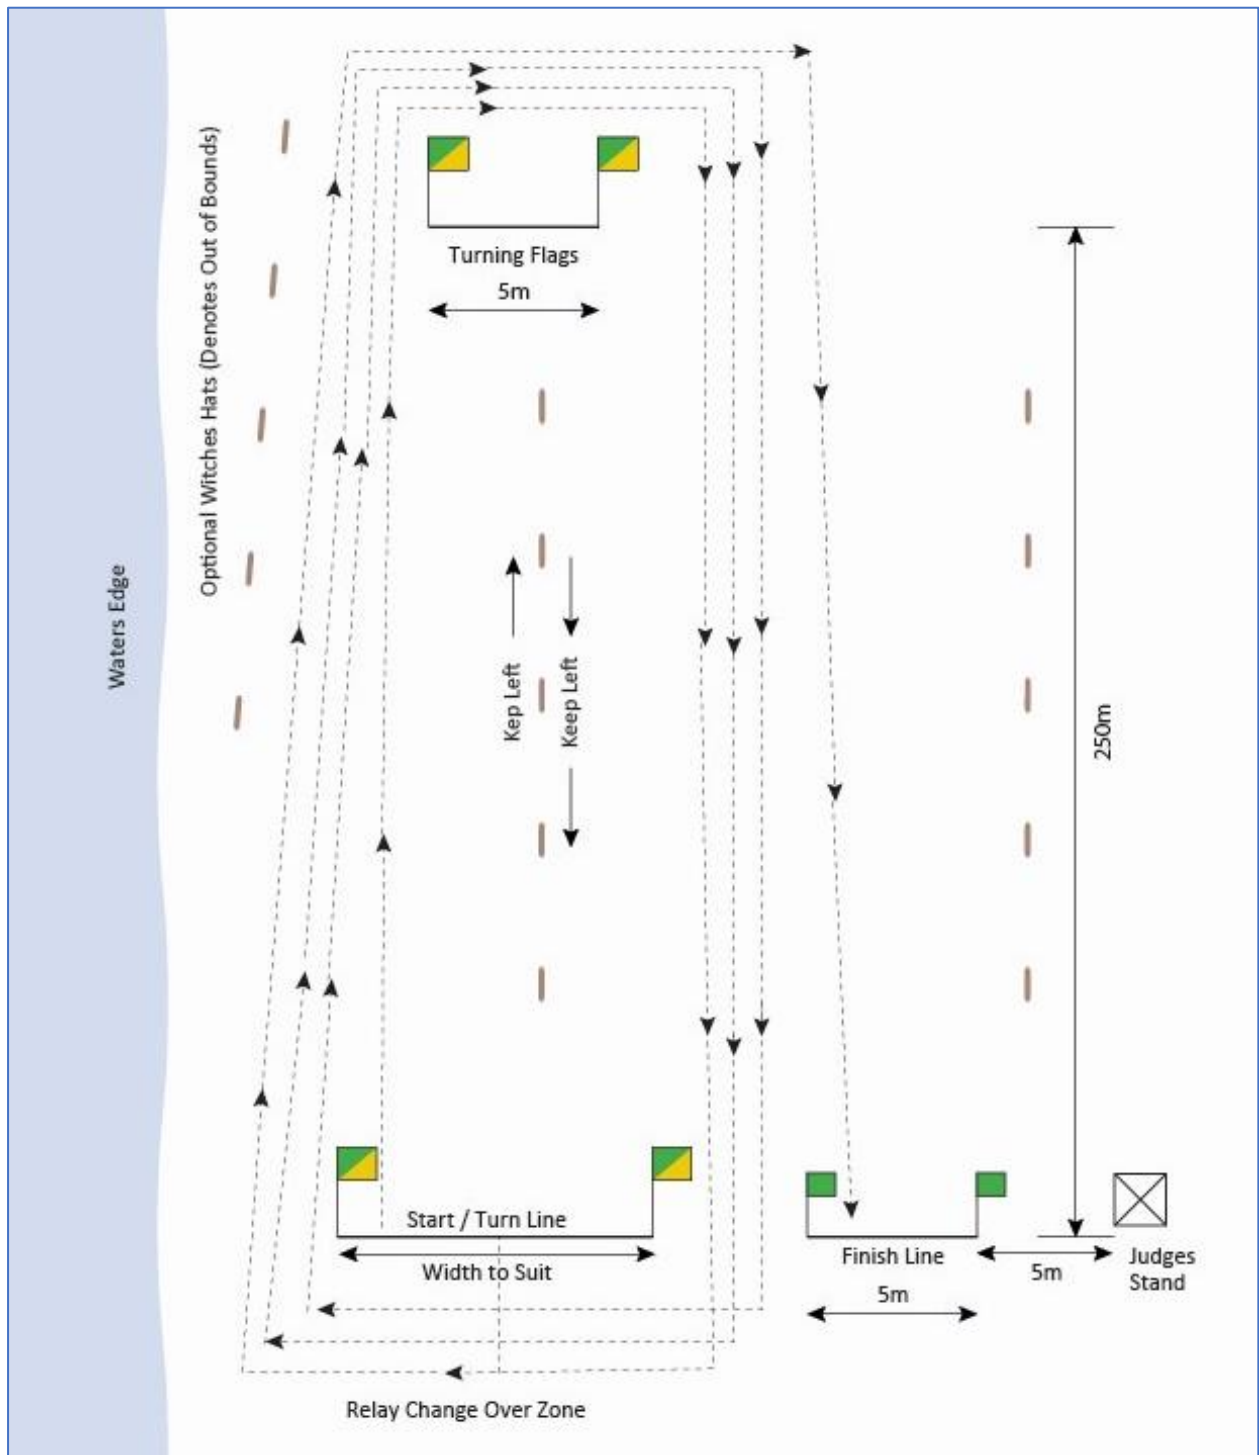 Optional Witches Hats (Denotes Out of Bounds)
Waters Edge
Turning Flags
5m
Kep Left
Keep Left
250m
Start / Turn Line
Width to Suit
Finish Line
5m
5m
Judges
Stand
Relay Change Over Zone